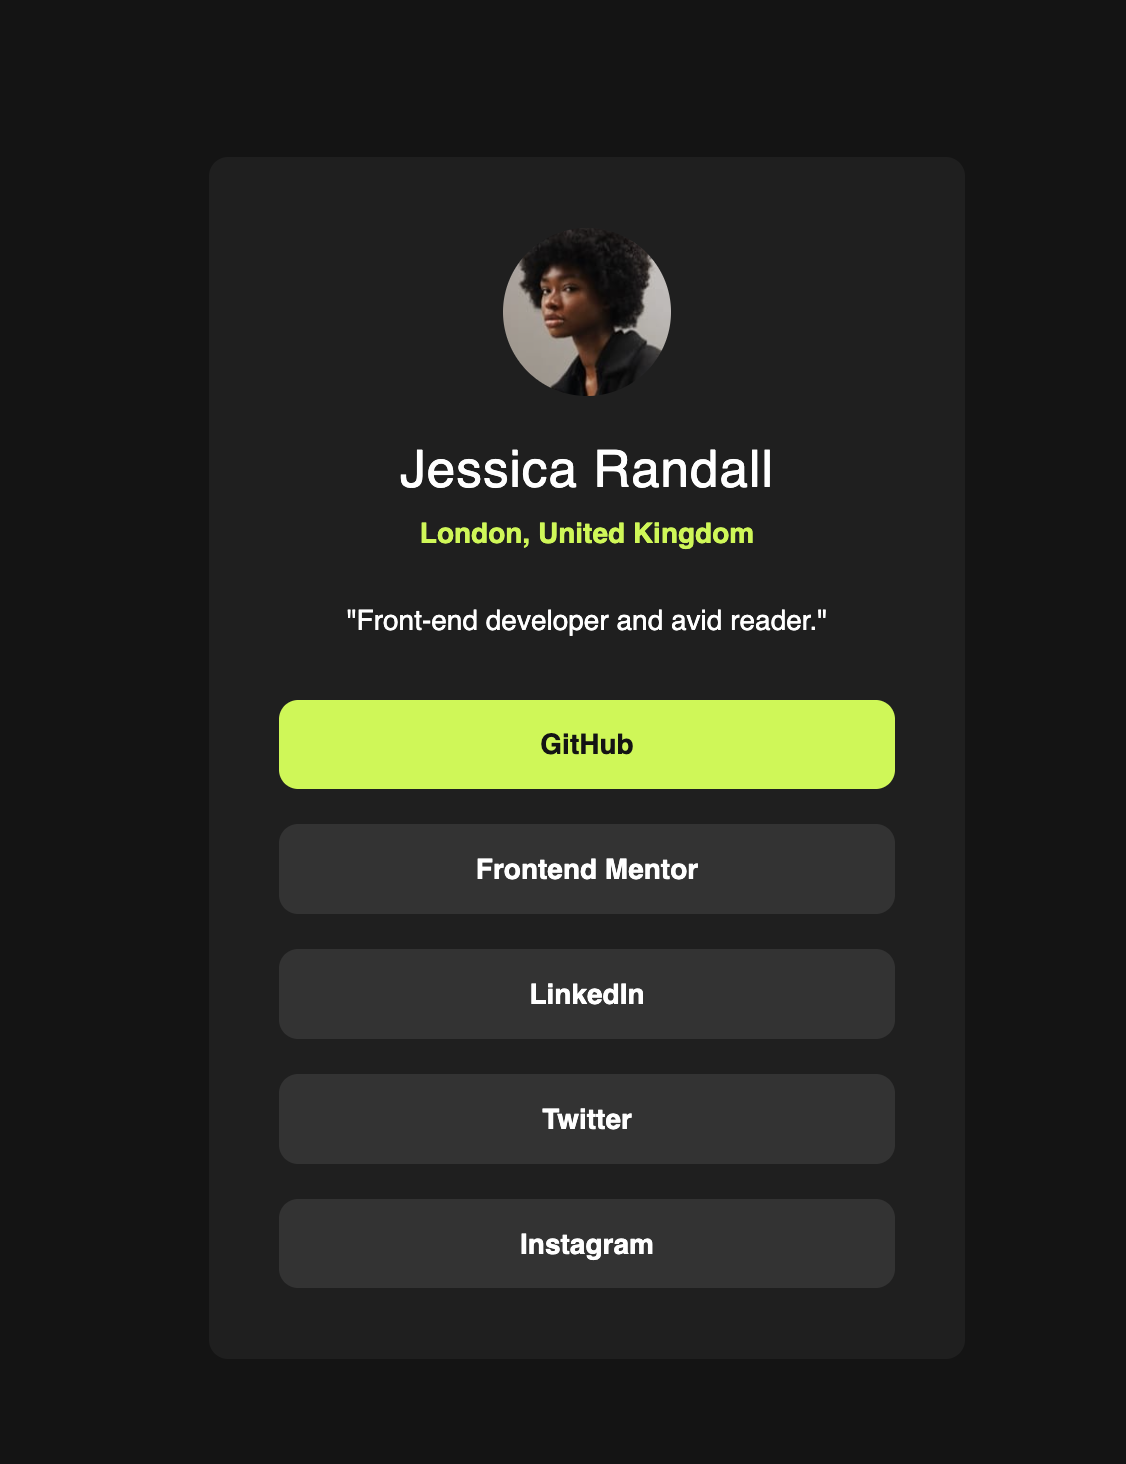 Jessica Randall
London, United Kingdom
"Front-end developer and avid reader."
GitHub
Frontend Mentor
LinkedIn
Twitter
Instagram